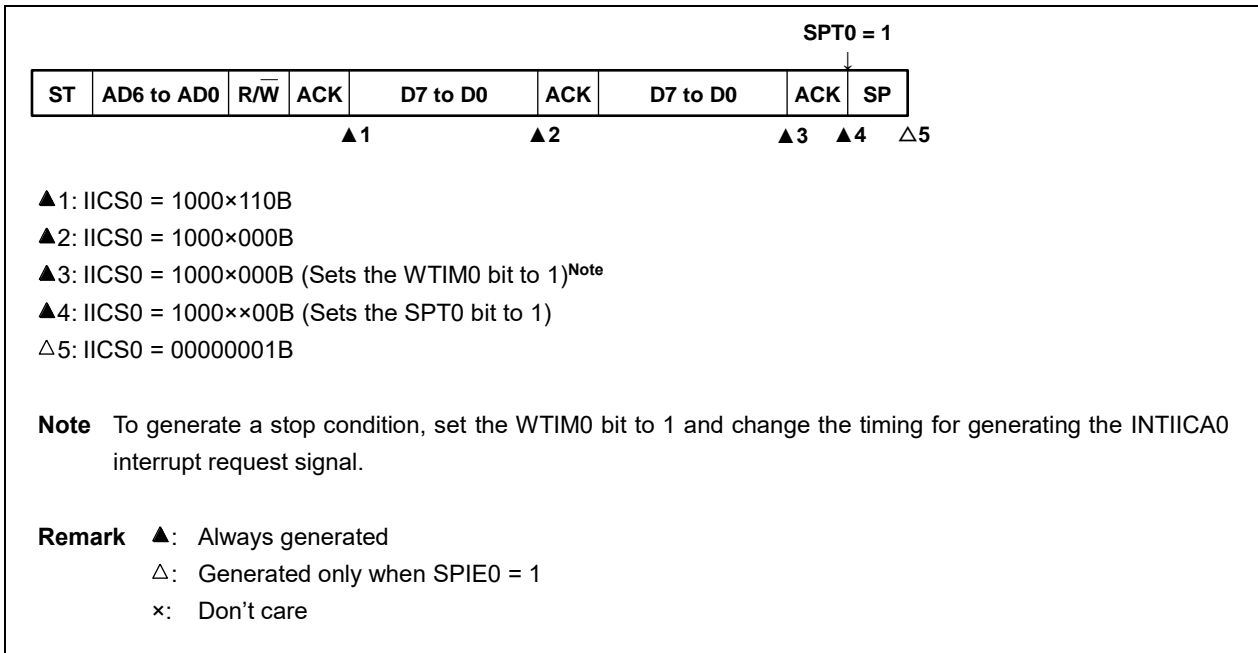 SPT0 = 1
↓
ST AD6 to AD0 R/W̅ ACK D7 to D0 ACK D7 to D0 ACK SP
▲1 ▲2 ▲3 ▲4 △5
▲1: IICS0 = 1000×110B
▲2: IICS0 = 1000×000B
▲3: IICS0 = 1000×000B (Sets the WTIM0 bit to 1)Note
▲4: IICS0 = 1000××00B (Sets the SPT0 bit to 1)
△5: IICS0 = 00000001B
Note To generate a stop condition, set the WTIM0 bit to 1 and change the timing for generating the INTIICA0
interrupt request signal.
Remark ▲: Always generated
△: Generated only when SPIE0 = 1
×: Don’t care